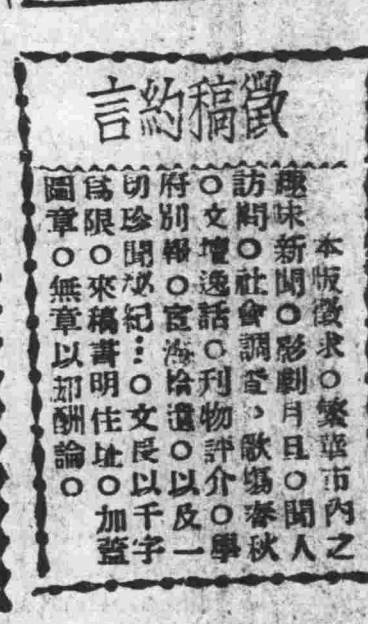 徵稿約言
本版徵求○繁華市內之
趣味新聞○影劇月旦○聞人
訪問○社會調查、歌場春秋
○文壇逸話○刊物評介○學
府別報○宦海拾遺○以及一
切珍聞祕紀…○文長以千字
爲限○來稿書明住址○加蓋
圖章○無章以却酬論○